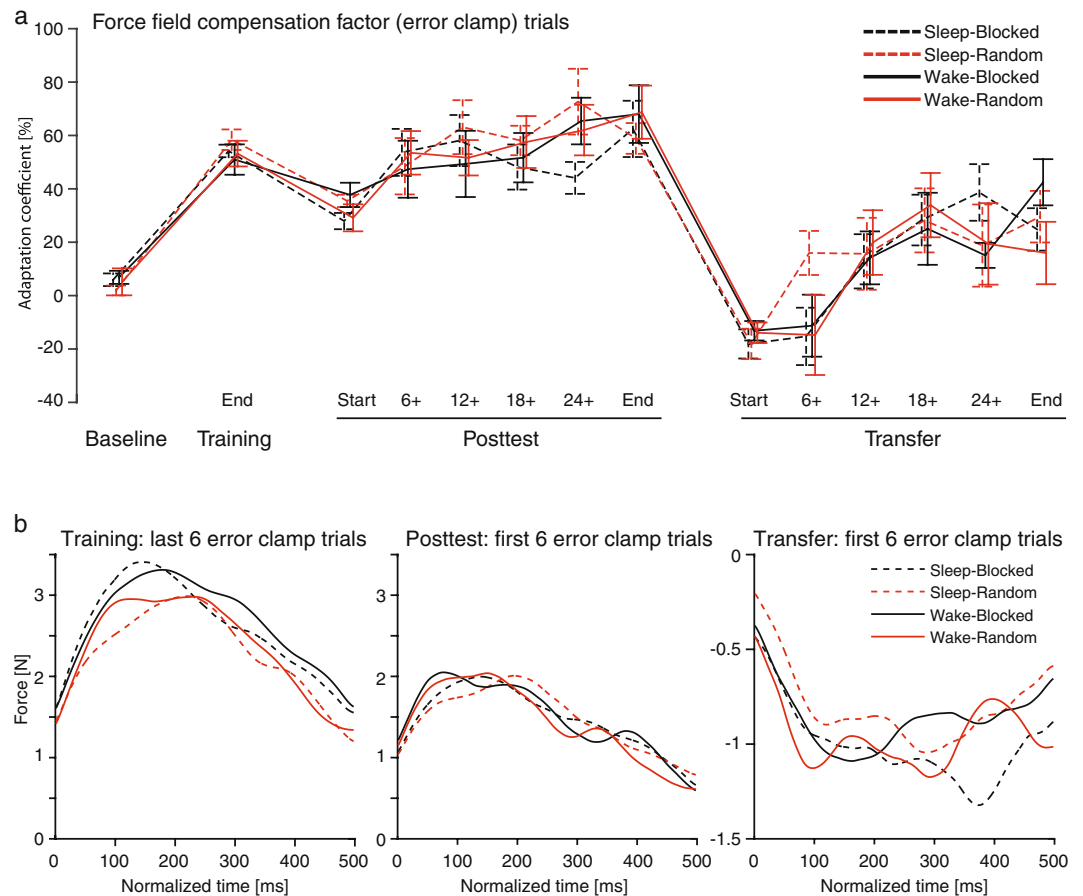 a
Force field compensation factor (error clamp) trials
Sleep-Blocked
Sleep-Random
Wake-Blocked
Wake-Random
Adaptation coefficient [%]
100
80
60
40
20
0
-20
-40
End
Start 6+ 12+ 18+ 24+ End
Start 6+ 12+ 18+ 24+ End
Baseline Training Posttest Transfer
b
Training: last 6 error clamp trials
Force [N]
3
2
1
0
0 100 200 300 400 500
Normalized time [ms]
Posttest: first 6 error clamp trials
3
2
1
0
0 100 200 300 400 500
Normalized time [ms]
Transfer: first 6 error clamp trials
Sleep-Blocked
Sleep-Random
Wake-Blocked
Wake-Random
0
-0.5
-1.0
-1.5
0 100 200 300 400 500
Normalized time [ms]